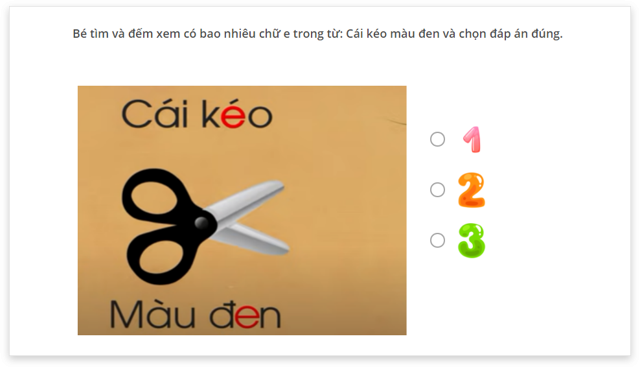 Bé tìm và đếm xem có bao nhiêu chữ e trong từ: Cái kéo màu đen và chọn đáp án đúng.
Cái kéo
1
2
3
Màu đen